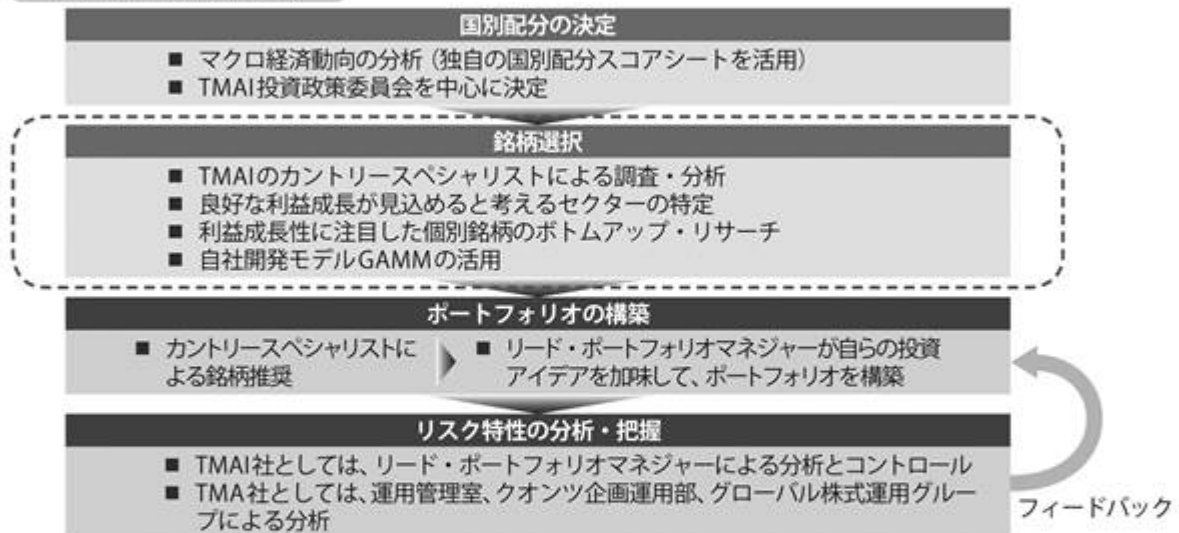 国別配分の決定
■ マクロ経済動向の分析（独自の国別配分スコアシートを活用）
■ TMAI投資政策委員会を中心に決定
銘柄選択
■ TMAIのカントリースペシャリストによる調査・分析
■ 良好な利益成長が見込めると考えるセクターの特定
■ 利益成長性に注目した個別銘柄のボトムアップ・リサーチ
■ 自社開発モデルGAMMの活用
ポートフォリオの構築
■ カントリースペシャリストに
よる銘柄推奨
■ リード・ポートフォリオマネジャーが自らの投資
アイデアを加味して、ポートフォリオを構築
リスク特性の分析・把握
■ TMAI社としては、リード・ポートフォリオマネジャーによる分析とコントロール
■ TMA社としては、運用管理室、クオンツ企画運用部、グローバル株式運用グルー
プによる分析
フィードバック